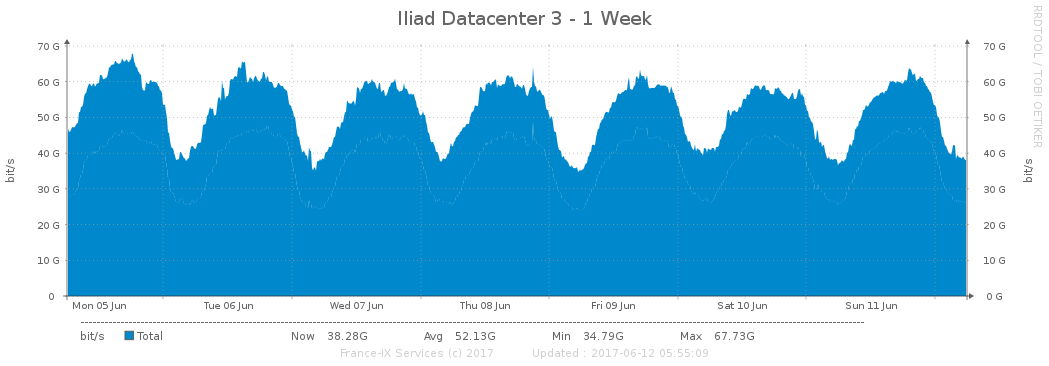 Iliad Datacenter 3 - 1 Week
RRDTOOL / TOBI OETIKER
70 G 70 G
60 G 60 G
50 G 50 G
40 G 40 G
30 G 30 G
20 G 20 G
10 G 10 G
0 0 G
bit/s bit/s
Mon 05 Jun Tue 06 Jun Wed 07 Jun Thu 08 Jun Fri 09 Jun Sat 10 Jun Sun 11 Jun
bit/s Total Now 38.28G Avg 52.13G Min 34.79G Max 67.73G
France-IX Services (c) 2017 Updated : 2017-06-12 05:55:09